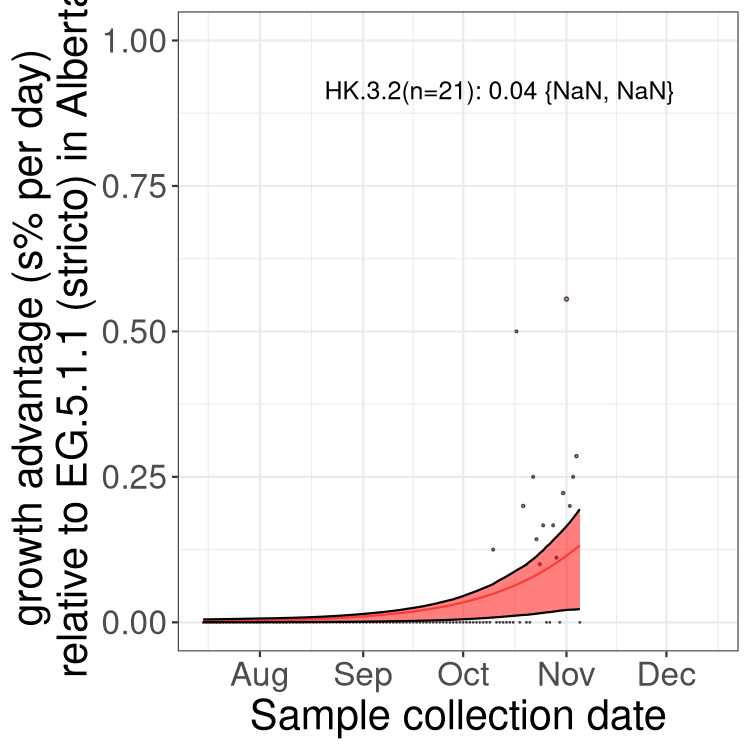 growth advantage (s% per day)
relative to EG.5.1.1 (stricto) in Alberta
1.00
0.75
0.50
0.25
0.00
HK.3.2(n=21): 0.04 {NaN, NaN}
Aug Sep Oct Nov Dec
Sample collection date